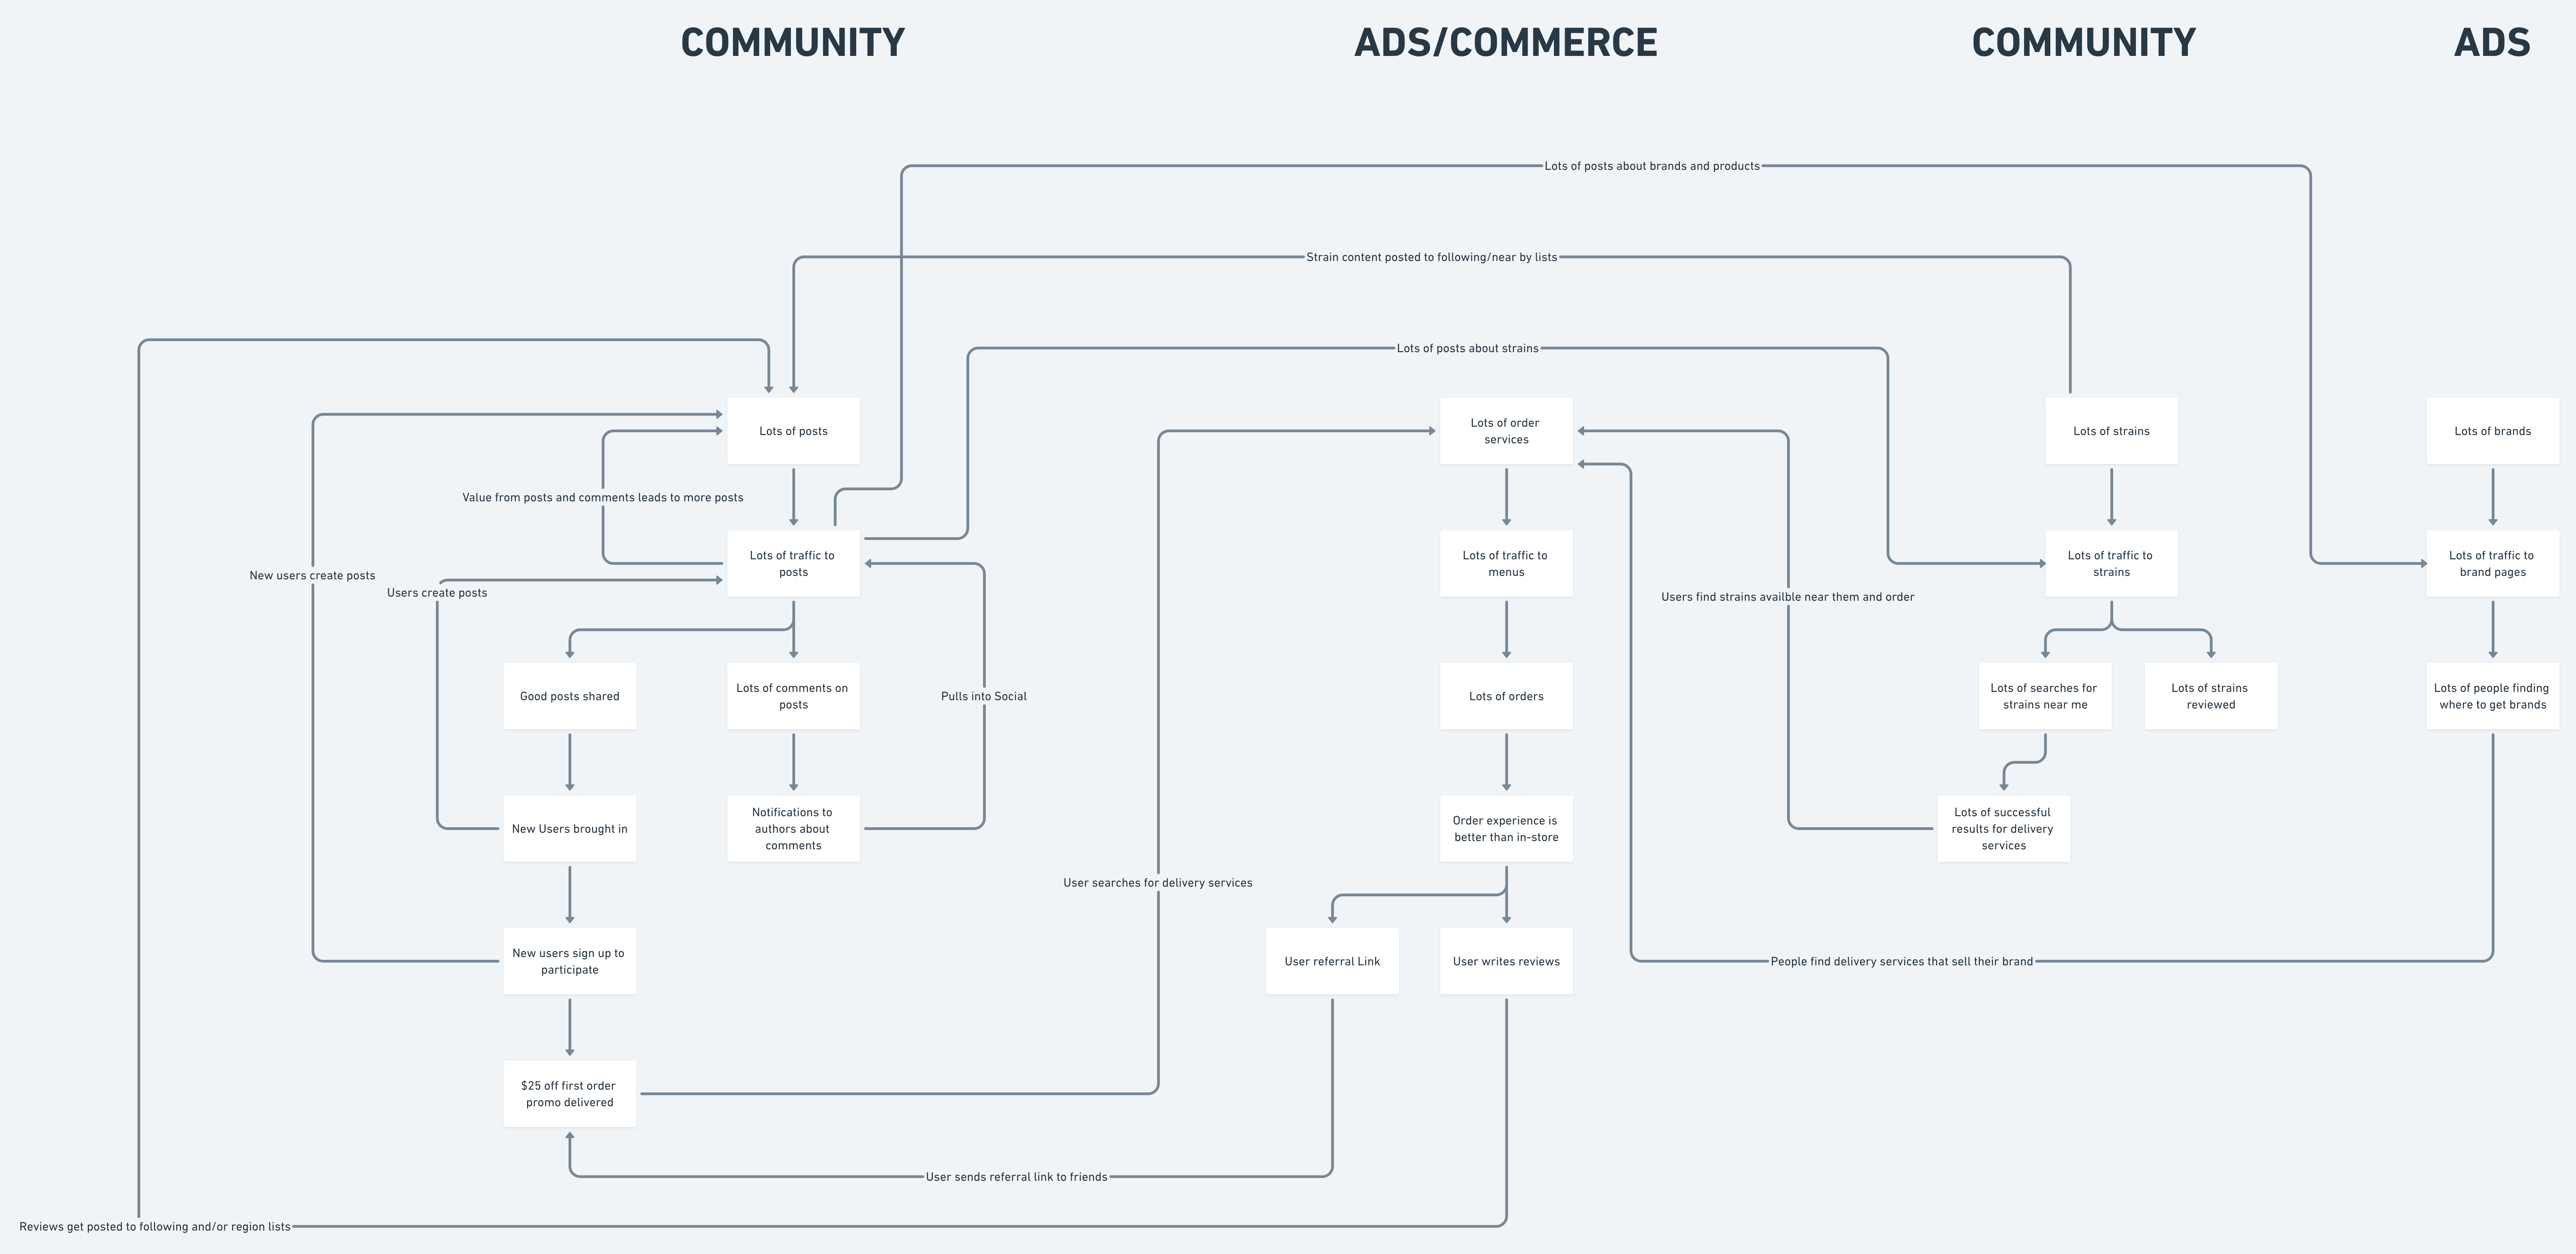 COMMUNITY
ADS/COMMERCE
COMMUNITY
ADS
Lots of posts about brands and products
Strain content posted to following/near by lists
Lots of posts about strains
Lots of posts
Lots of order
services
Lots of strains
Lots of brands
Value from posts and comments leads to more posts
Lots of traffic to
posts
Lots of traffic to
menus
Lots of traffic to
strains
Lots of traffic to
brand pages
New users create posts
Users create posts
Users find strains availble near them and order
Good posts shared
Lots of comments on
posts
Pulls into Social
Lots of orders
Lots of searches for
strains near me
Lots of strains
reviewed
Lots of people finding
where to get brands
New Users brought in
Notifications to
authors about
comments
Order experience is
better than in-store
Lots of successful
results for delivery
services
User searches for delivery services
New users sign up to
participate
User referral Link
User writes reviews
People find delivery services that sell their brand
$25 off first order
promo delivered
User sends referral link to friends
Reviews get posted to following and/or region lists